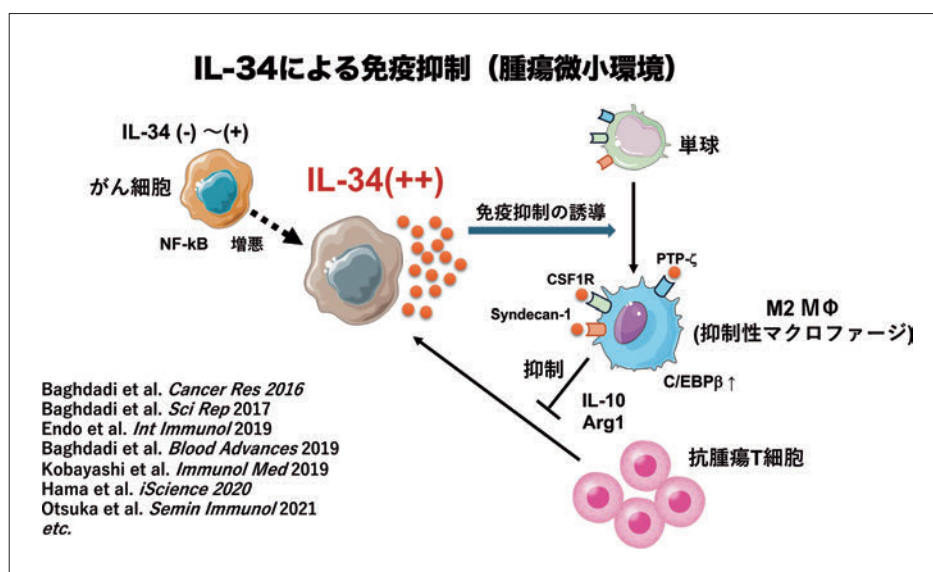 IL-34による免疫抑制（腫瘍微小環境）
IL-34 (-) ～(+)
がん細胞
NF-kB 増悪
IL-34(++)
免疫抑制の誘導
単球
PTP-ζ
CSF1R
Syndecan-1
M2 MΦ
(抑制性マクロファージ)
C/EBPβ↑
抑制
IL-10
Arg1
抗腫瘍T細胞
Baghdadi et al. Cancer Res 2016
Baghdadi et al. Sci Rep 2017
Endo et al. Int Immunol 2019
Baghdadi et al. Blood Advances 2019
Kobayashi et al. Immunol Med 2019
Hama et al. iScience 2020
Otsuka et al. Semin Immunol 2021
etc.